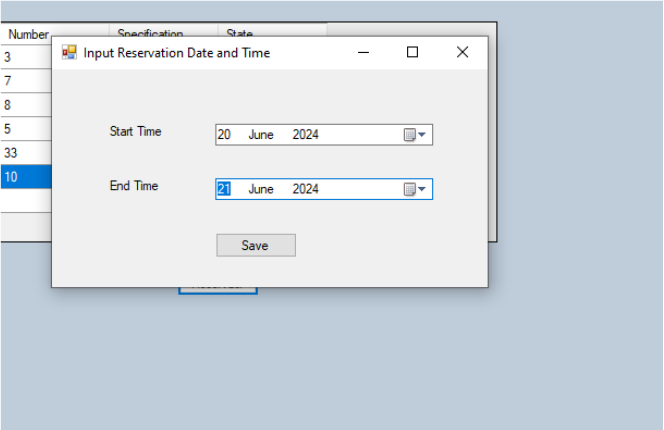 Number Specification State
Input Reservation Date and Time
3
7
8
Start Time 20 June 2024
5
33
10
End Time 21 June 2024
Save